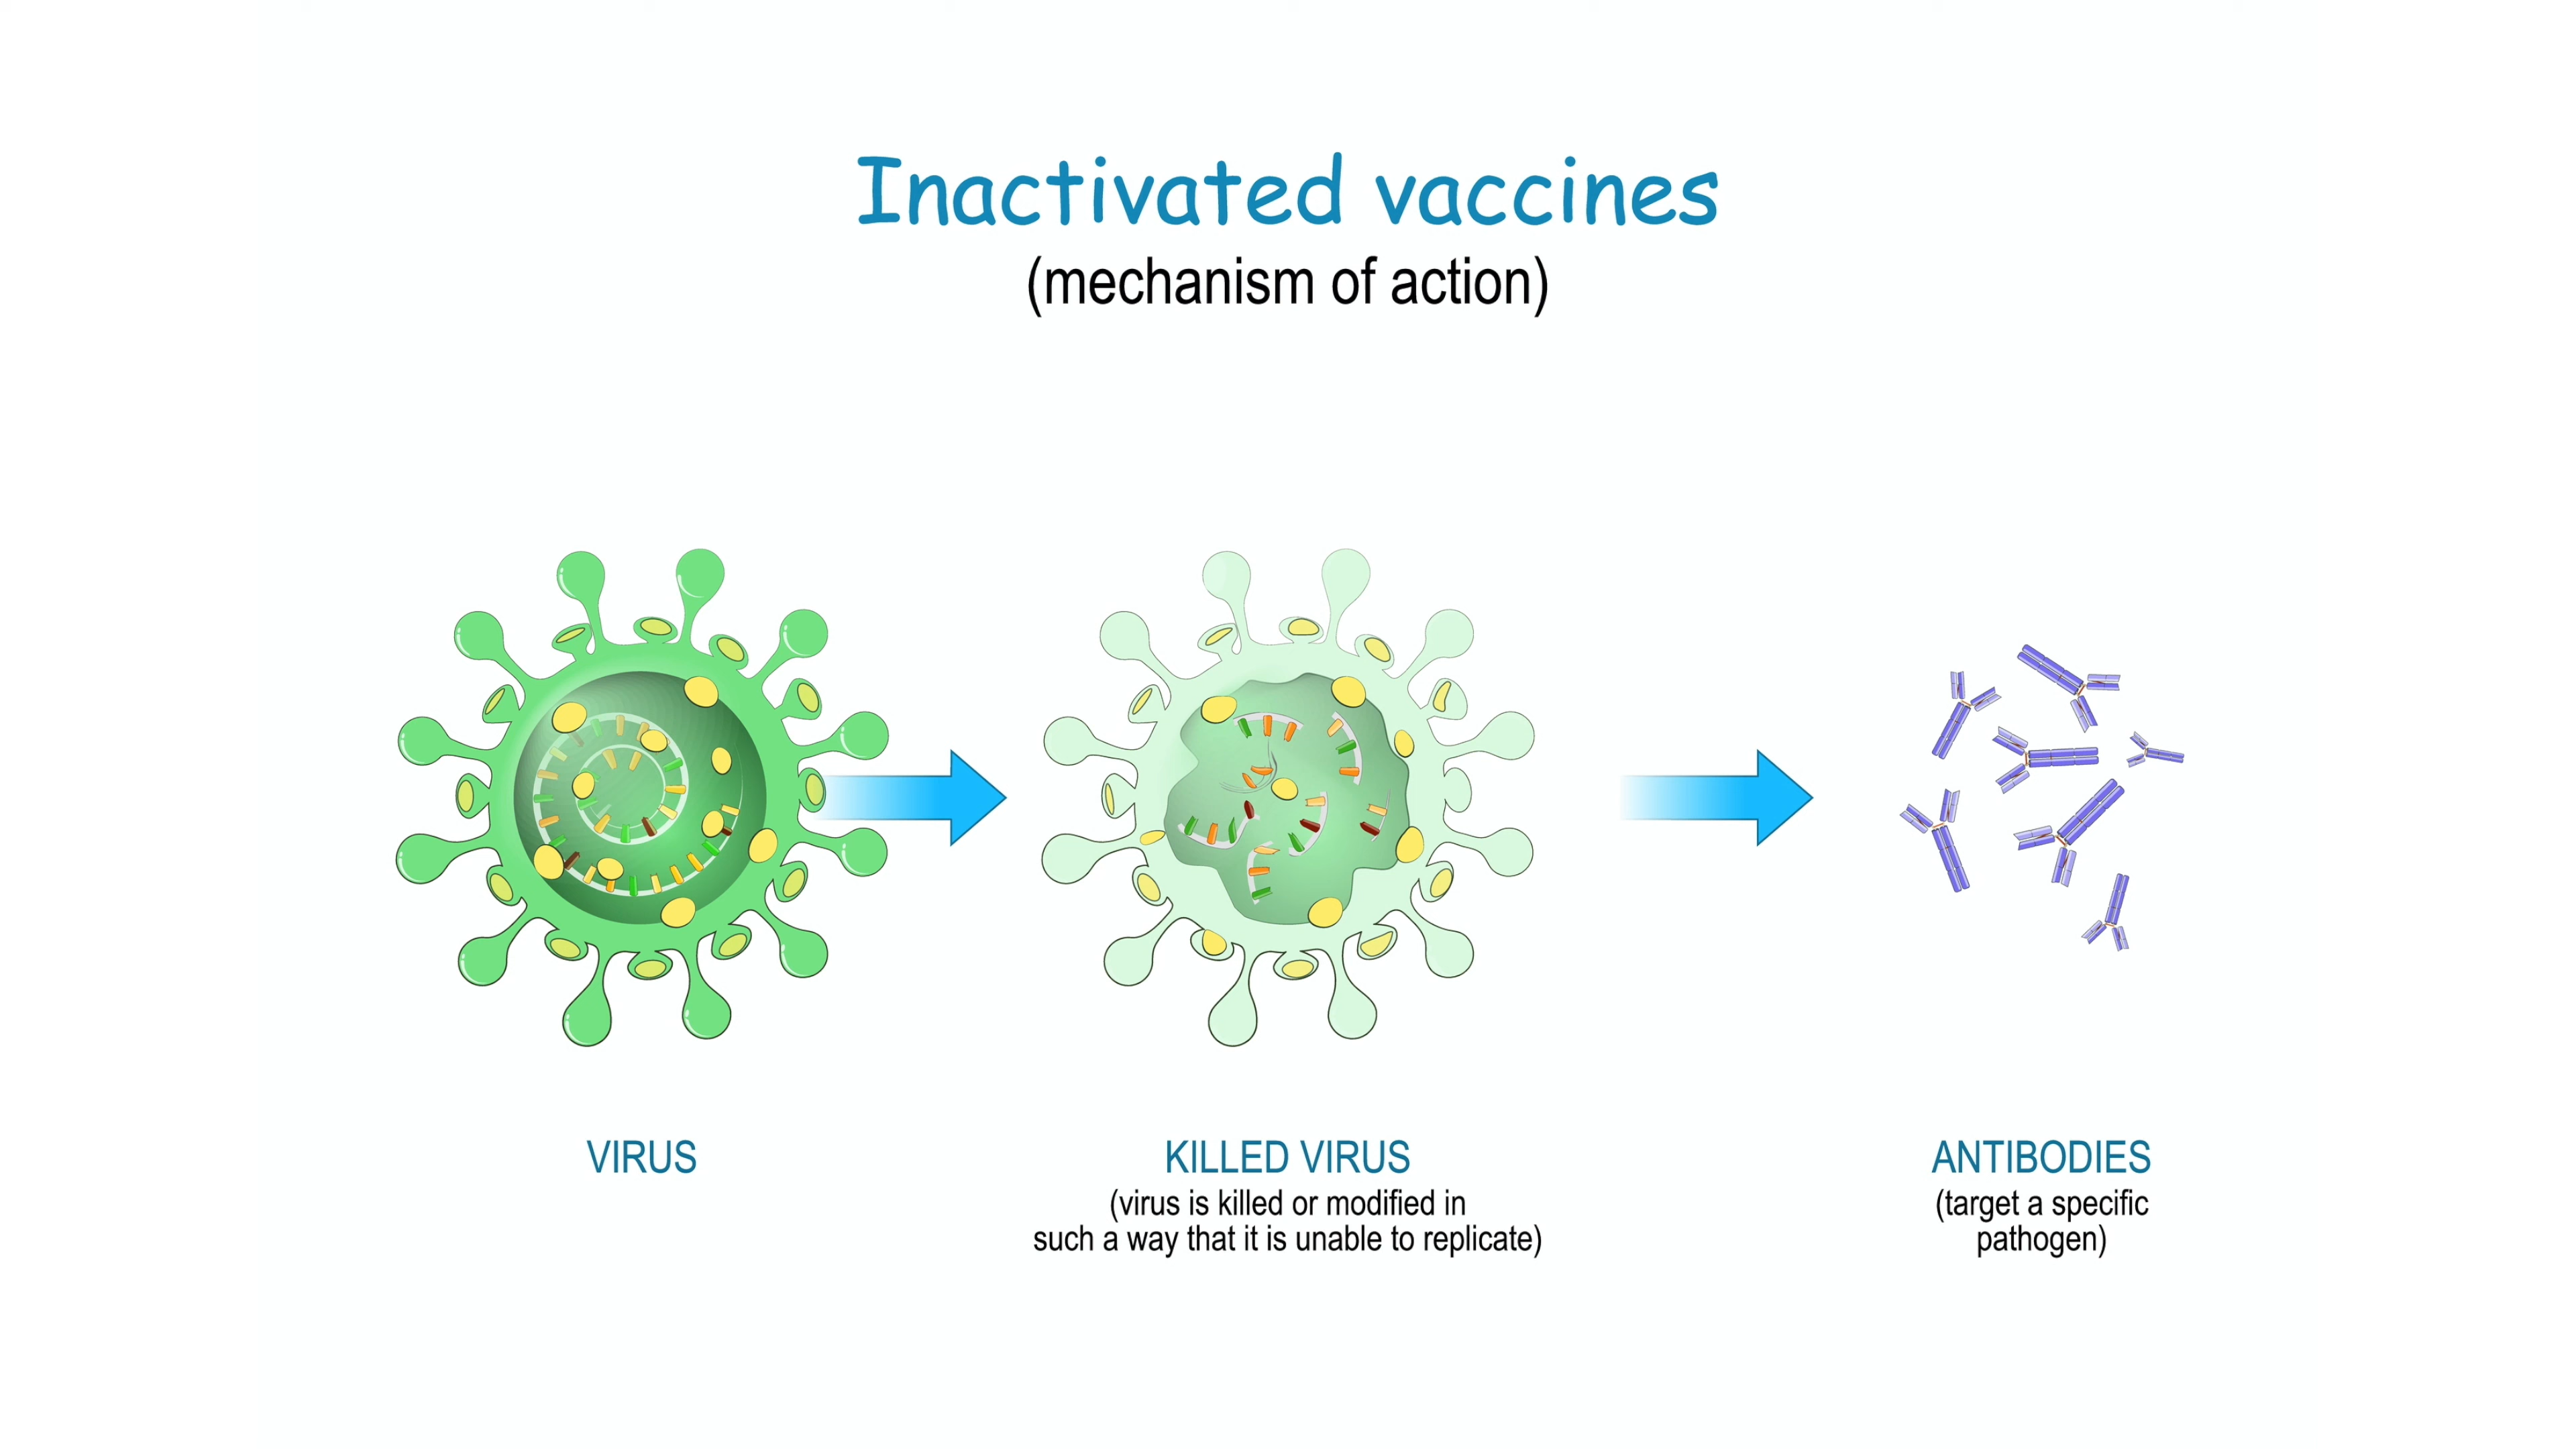 Inactivated vaccines
(mechanism of action)
VIRUS
KILLED VIRUS
(virus is killed or modified in
such a way that it is unable to replicate)
ANTIBODIES
(target a specific
pathogen)